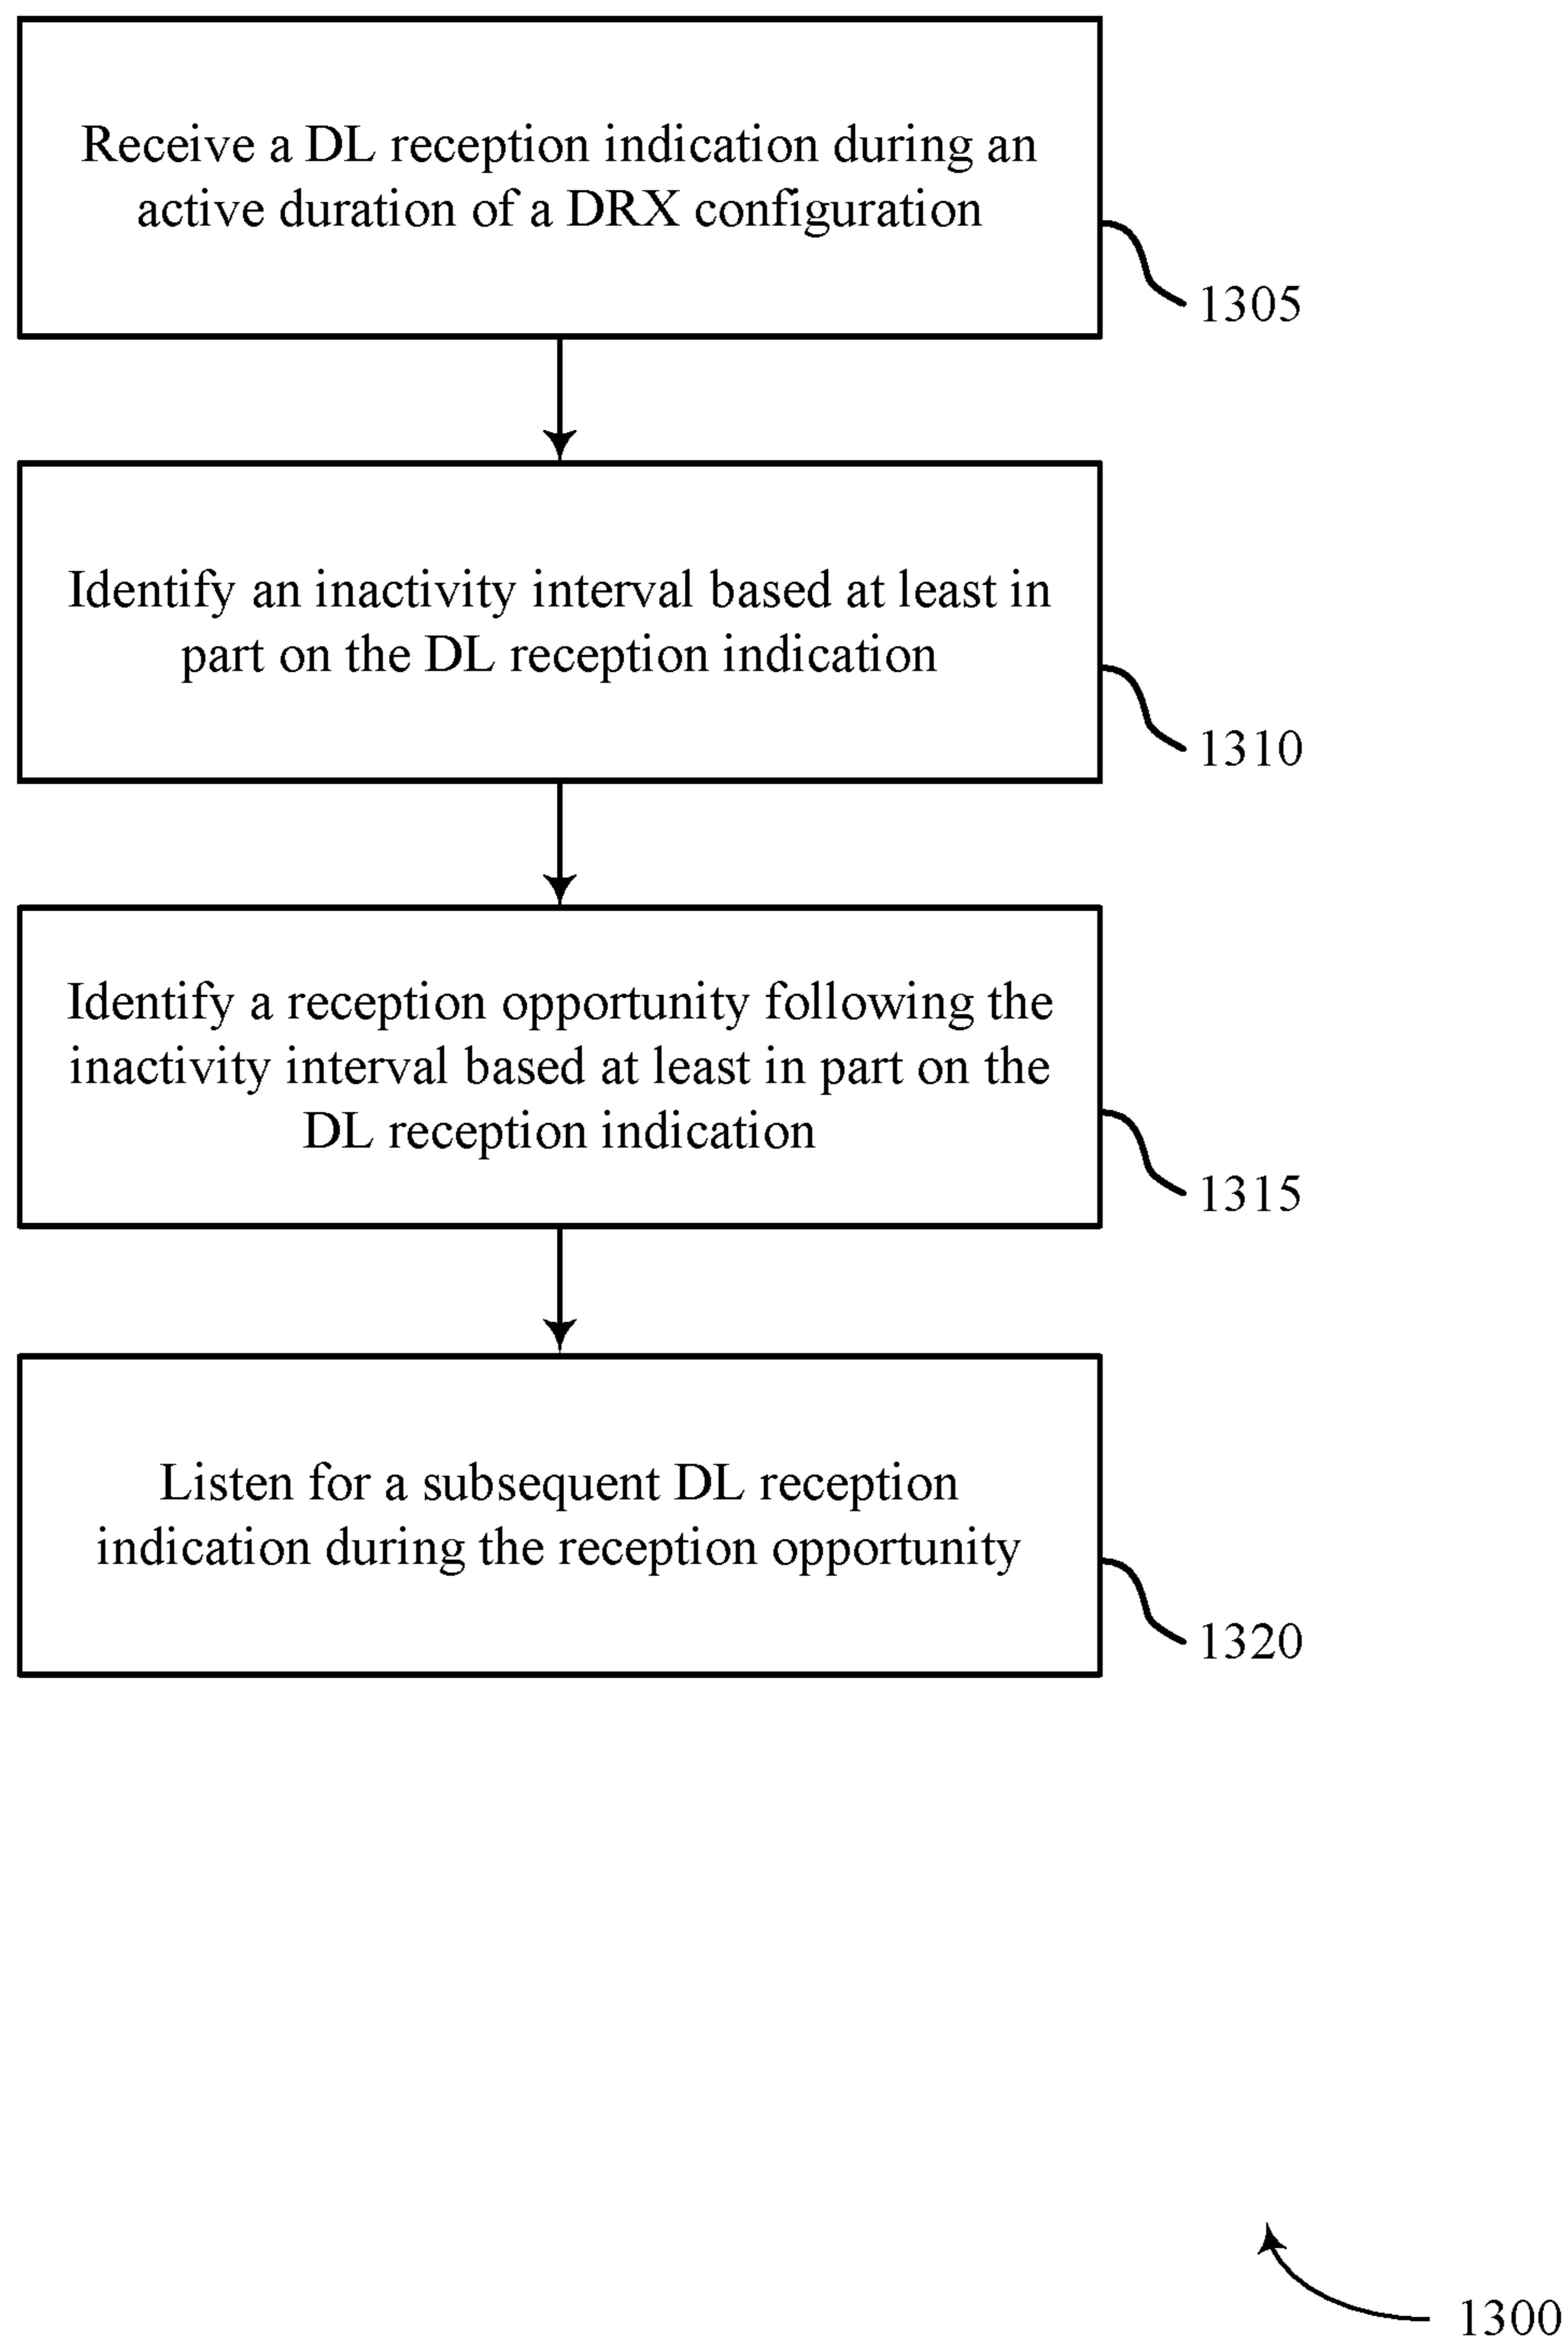 Receive a DL reception indication during an
active duration of a DRX configuration
1305
Identify an inactivity interval based at least in
part on the DL reception indication
1310
Identify a reception opportunity following the
inactivity interval based at least in part on the
DL reception indication
1315
Listen for a subsequent DL reception
indication during the reception opportunity
1320
1300